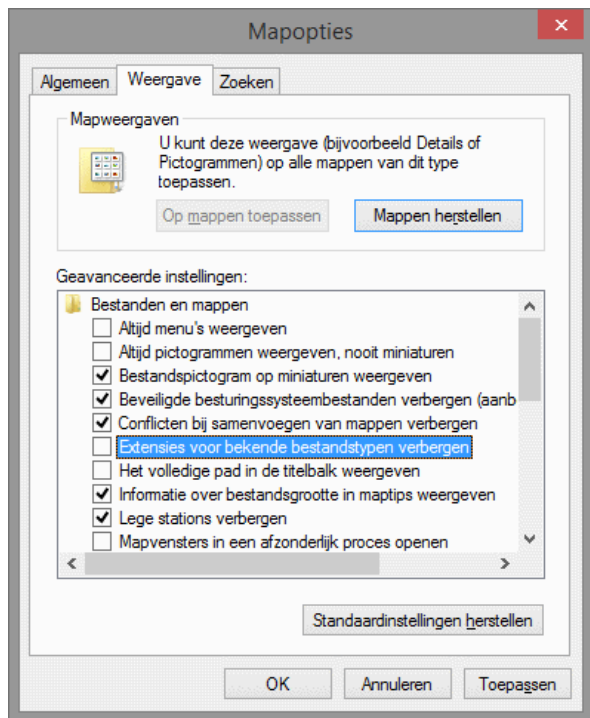 Mapopties
Algemeen
Weergave
Zoeken
Mapweergaven
U kunt deze weergave (bijvoorbeeld Details of
Pictogrammen) op alle mappen van dit type
toepassen.
Op mappen toepassen
Mappen herstellen
Geavanceerde instellingen:
Bestanden en mappen
Altijd menu's weergeven
Altijd pictogrammen weergeven, nooit miniaturen
Bestandspictogram op miniaturen weergeven
Beveiligde besturingssysteembestanden verbergen (aanb
Conflicten bij samenvoegen van mappen verbergen
Extensies voor bekende bestandstypen verbergen
Het volledige pad in de titelbalk weergeven
Informatie over bestandsgrootte in maptips weergeven
Lege stations verbergen
Mapvensters in een afzonderlijk proces openen
Standaardinstellingen herstellen
OK
Annuleren
Toepassen